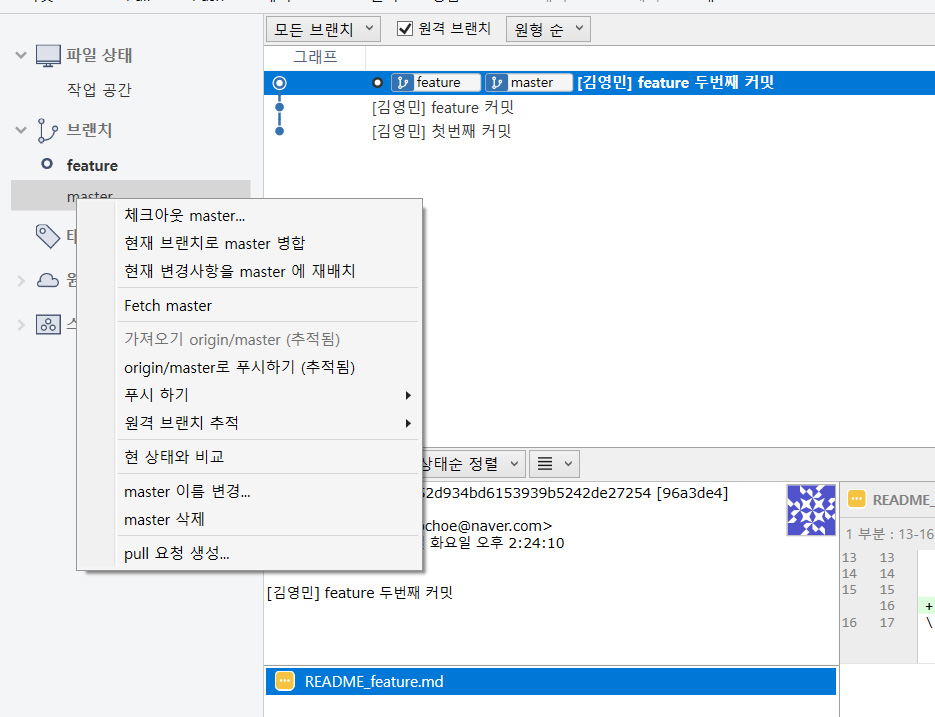 모든 브랜치
원격 브랜치
원형 순
파일 상태
작업 공간
브랜치
feature
master
그래프
feature
master
[김영민] feature 두번째 커밋
[김영민] feature 커밋
[김영민] 첫번째 커밋
체크아웃 master...
현재 브랜치로 master 병합
현재 변경사항을 master 에 재배치
Fetch master
가져오기 origin/master (추적됨)
origin/master로 푸시하기 (추적됨)
푸시 하기
원격 브랜치 추적
현 상태와 비교
master 이름 변경...
master 삭제
pull 요청 생성...
상태순 정렬
52d934bd6153939b5242de27254 [96a3de4]
choe@naver.com>
화요일 오후 2:24:10
[김영민] feature 두번째 커밋
README_feature.md
README_
1 부분 : 13-16
13 13
14 14
15 15
16 +
16 17 \